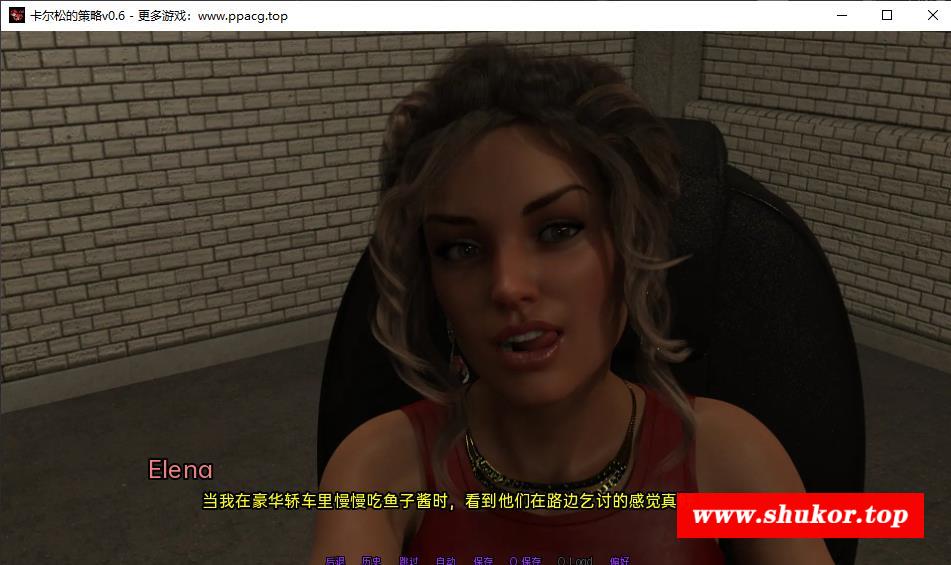 卡尔松的策略v0.6 - 更多游戏：www.ppacg.top
Elena
当我在豪华轿车里慢慢吃鱼子酱时，看到他们在路边乞讨的感觉真
www.shukor.top
后退 历史 跳过 自动 保存 Q.保存 Q.Load 偏好